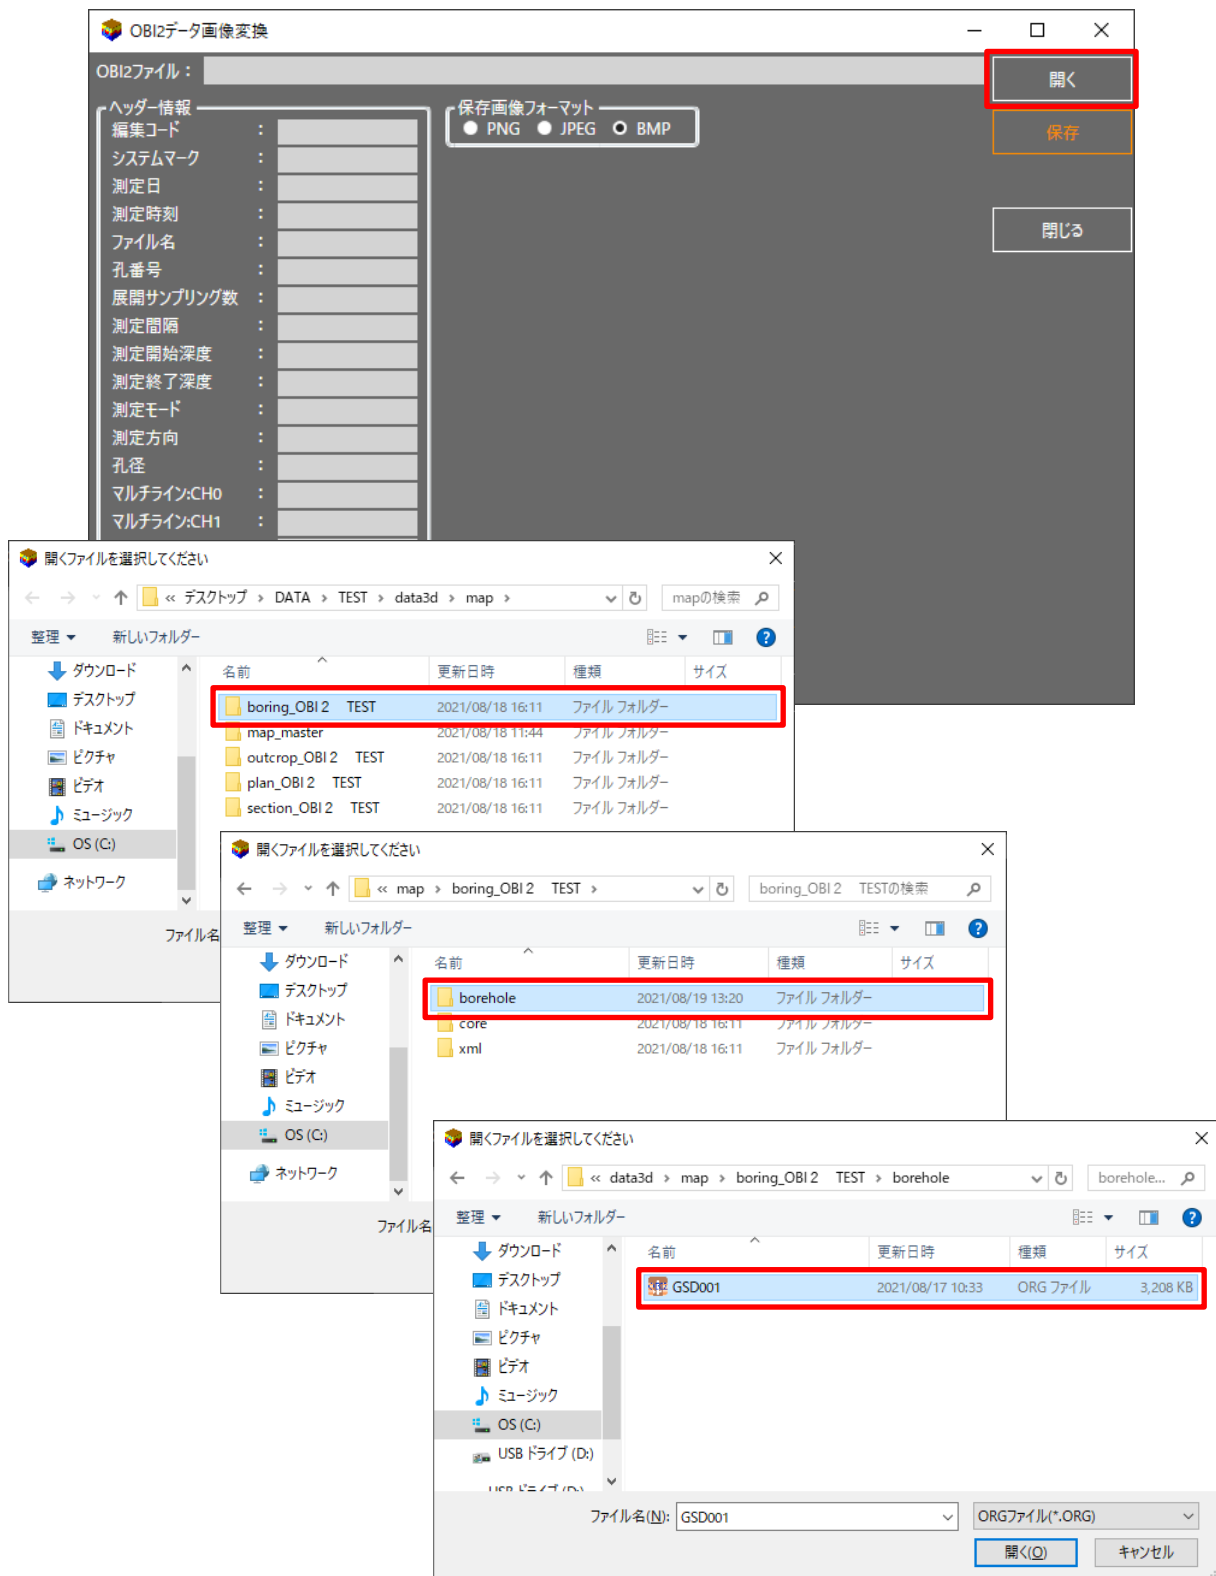 OBI2データ画像変換
OBI2ファイル：
開く
ヘッダー情報
保存画像フォーマット
編集コード ：
PNG JPEG BMP
保存
システムマーク ：
測定日 ：
測定時刻 ：
ファイル名 ：
閉じる
孔番号 ：
展開サンプリング数 ：
測定間隔 ：
測定開始深度 ：
測定終了深度 ：
測定モード ：
測定方向 ：
孔径 ：
マルチライン:CH0 ：
マルチライン:CH1 ：
開くファイルを選択してください
« デスクトップ › DATA › TEST › data3d › map ›
mapの検索
整理 新しいフォルダー
ダウンロード
デスクトップ
ドキュメント
ピクチャ
ビデオ
ミュージック
OS (C:)
ネットワーク
名前 更新日時 種類 サイズ
boring_OBI2 TEST 2021/08/18 16:11 ファイル フォルダー
map_master 2021/08/18 11:44 ファイル フォルダー
outcrop_OBI2 TEST 2021/08/18 16:11 ファイル フォルダー
plan_OBI2 TEST 2021/08/18 16:11 ファイル フォルダー
section_OBI2 TEST 2021/08/18 16:11 ファイル フォルダー
ファイル名
開くファイルを選択してください
« map › boring_OBI2 TEST ›
boring_OBI2 TESTの検索
整理 新しいフォルダー
ダウンロード
デスクトップ
ドキュメント
ピクチャ
ビデオ
ミュージック
OS (C:)
ネットワーク
名前 更新日時 種類 サイズ
borehole 2021/08/19 13:20 ファイル フォルダー
core 2021/08/18 16:11 ファイル フォルダー
xml 2021/08/18 16:11 ファイル フォルダー
ファイル名
開くファイルを選択してください
« data3d › map › boring_OBI2 TEST › borehole
borehole...
整理 新しいフォルダー
ダウンロード
デスクトップ
ドキュメント
ピクチャ
ビデオ
ミュージック
OS (C:)
USB ドライブ (D:)
USB ドライブ (D:)
名前 更新日時 種類 サイズ
GSD001 2021/08/17 10:33 ORG ファイル 3,208 KB
ファイル名(N): GSD001
ORGファイル(*.ORG)
開く(O) キャンセル